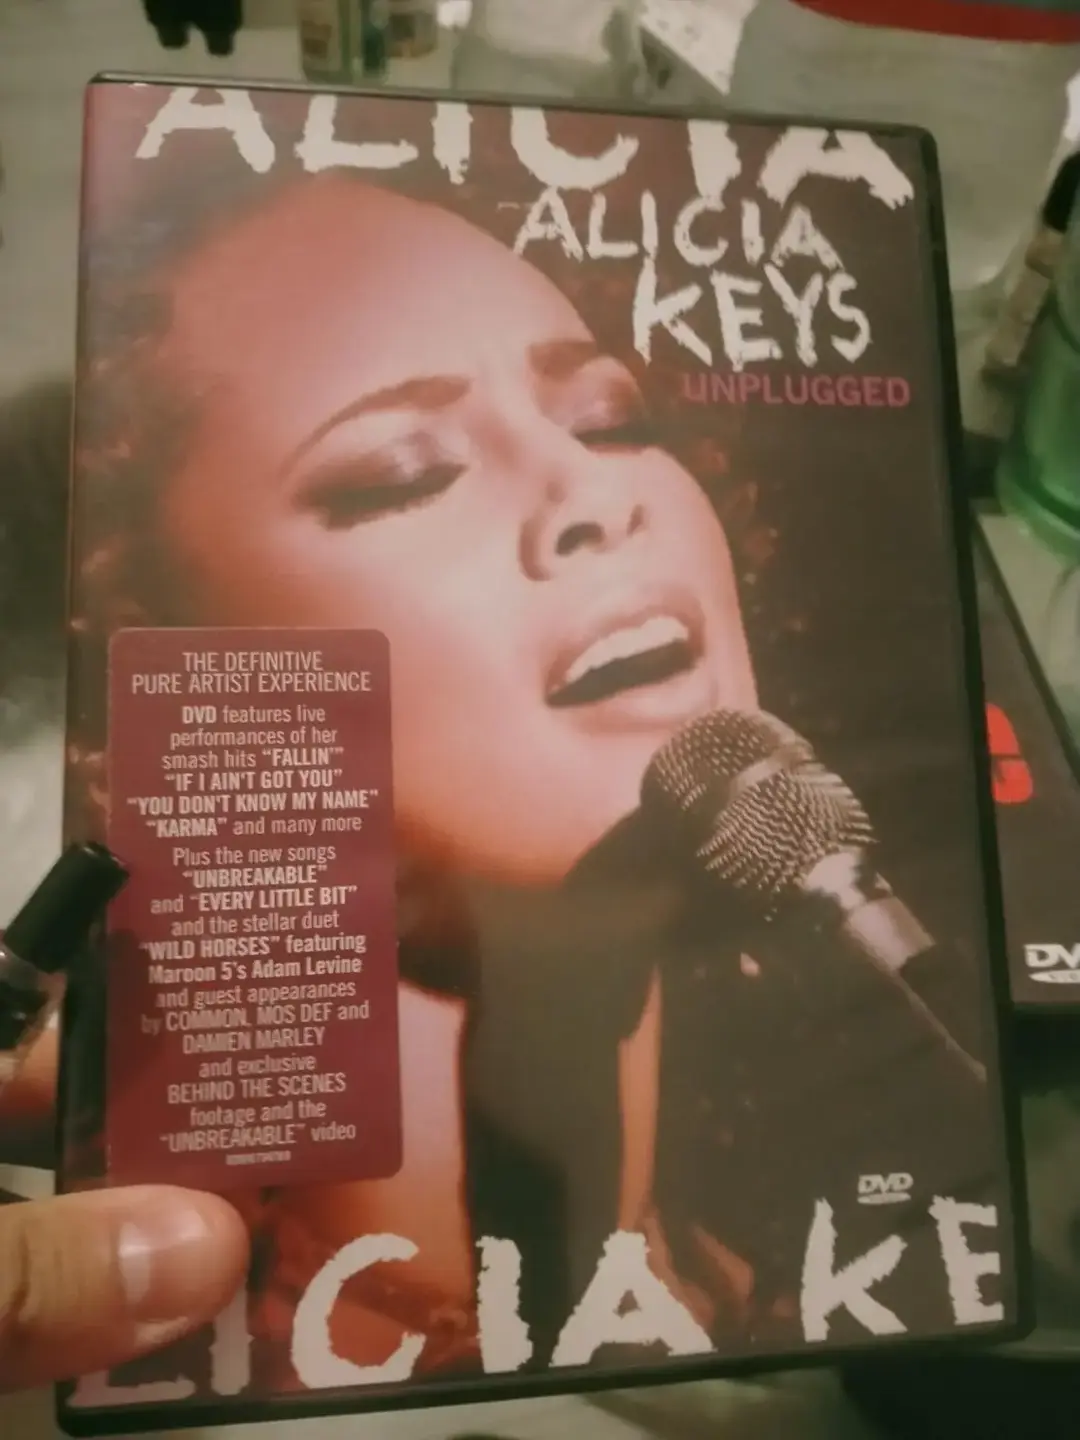 ALICIA
ALICIA
KEYS
UNPLUGGED
THE DEFINITIVE
PURE ARTIST EXPERIENCE
DVD features live
performances of her
smash hits "FALLIN'"
"IF I AIN'T GOT YOU"
"YOU DON'T KNOW MY NAME"
"KARMA" and many more
Plus the new songs
"UNBREAKABLE"
and "EVERY LITTLE BIT"
and the stellar duet
"WILD HORSES" featuring
Maroon 5's Adam Levine
and guest appearances
by COMMON, MOS DEF and
DAMIEN MARLEY
and exclusive
BEHIND THE SCENES
footage and the
"UNBREAKABLE" video
DVD
LICIA KE
DV